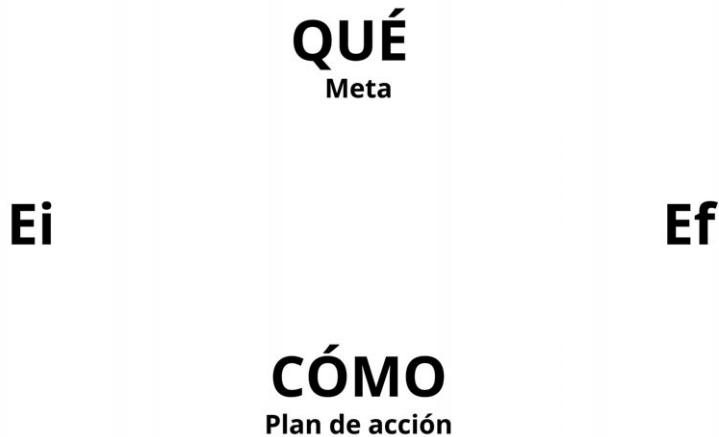 QUÉ
Meta
Ei
Ef
CÓMO
Plan de acción